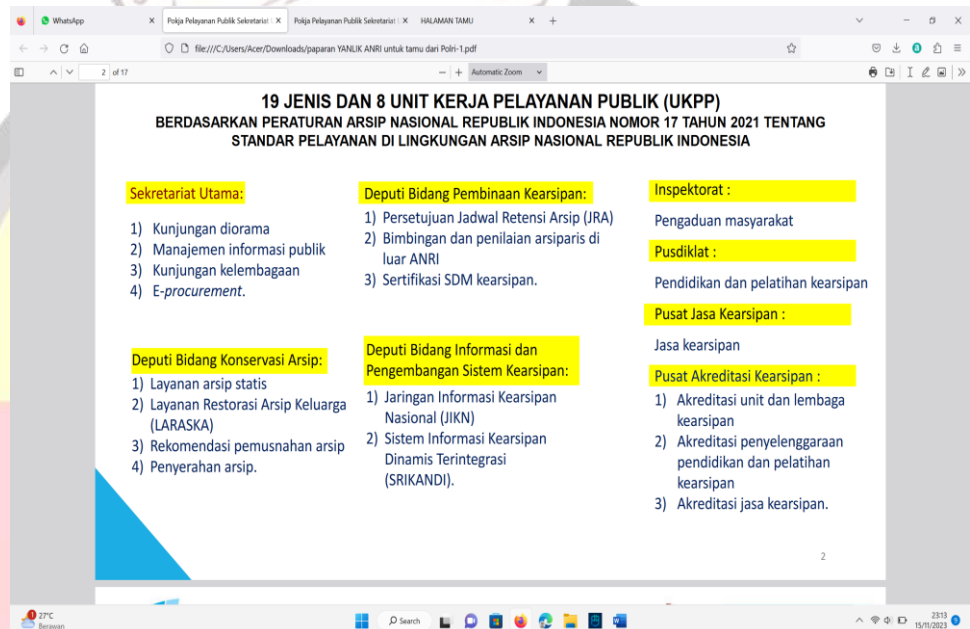 WhatsApp
Pokja Pelayanan Publik Sekretariat U
Pokja Pelayanan Publik Sekretariat U
HALAMAN TAMU
file:///C:/Users/Acer/Downloads/paparan YANLIK ANRI untuk tamu dari Polri-1.pdf
2 of 17
Automatic Zoom
19 JENIS DAN 8 UNIT KERJA PELAYANAN PUBLIK (UKPP)
BERDASARKAN PERATURAN ARSIP NASIONAL REPUBLIK INDONESIA NOMOR 17 TAHUN 2021 TENTANG
STANDAR PELAYANAN DI LINGKUNGAN ARSIP NASIONAL REPUBLIK INDONESIA
Sekretariat Utama:
1) Kunjungan diorama
2) Manajemen informasi publik
3) Kunjungan kelembagaan
4) E-procurement.
Deputi Bidang Pembinaan Kearsipan:
1) Persetujuan Jadwal Retensi Arsip (JRA)
2) Bimbingan dan penilaian arsiparis di
luar ANRI
3) Sertifikasi SDM kearsipan.
Inspektorat :
Pengaduan masyarakat
Pusdiklat :
Pendidikan dan pelatihan kearsipan
Pusat Jasa Kearsipan :
Jasa kearsipan
Deputi Bidang Konservasi Arsip:
1) Layanan arsip statis
2) Layanan Restorasi Arsip Keluarga
(LARASKA)
3) Rekomendasi pemusnahan arsip
4) Penyerahan arsip.
Deputi Bidang Informasi dan
Pengembangan Sistem Kearsipan:
1) Jaringan Informasi Kearsipan
Nasional (JIKN)
2) Sistem Informasi Kearsipan
Dinamis Terintegrasi
(SRIKANDI).
Pusat Akreditasi Kearsipan :
1) Akreditasi unit dan lembaga
kearsipan
2) Akreditasi penyelenggaraan
pendidikan dan pelatihan
kearsipan
3) Akreditasi jasa kearsipan.
2
27°C
Berawan
Search
23:13
15/11/2023